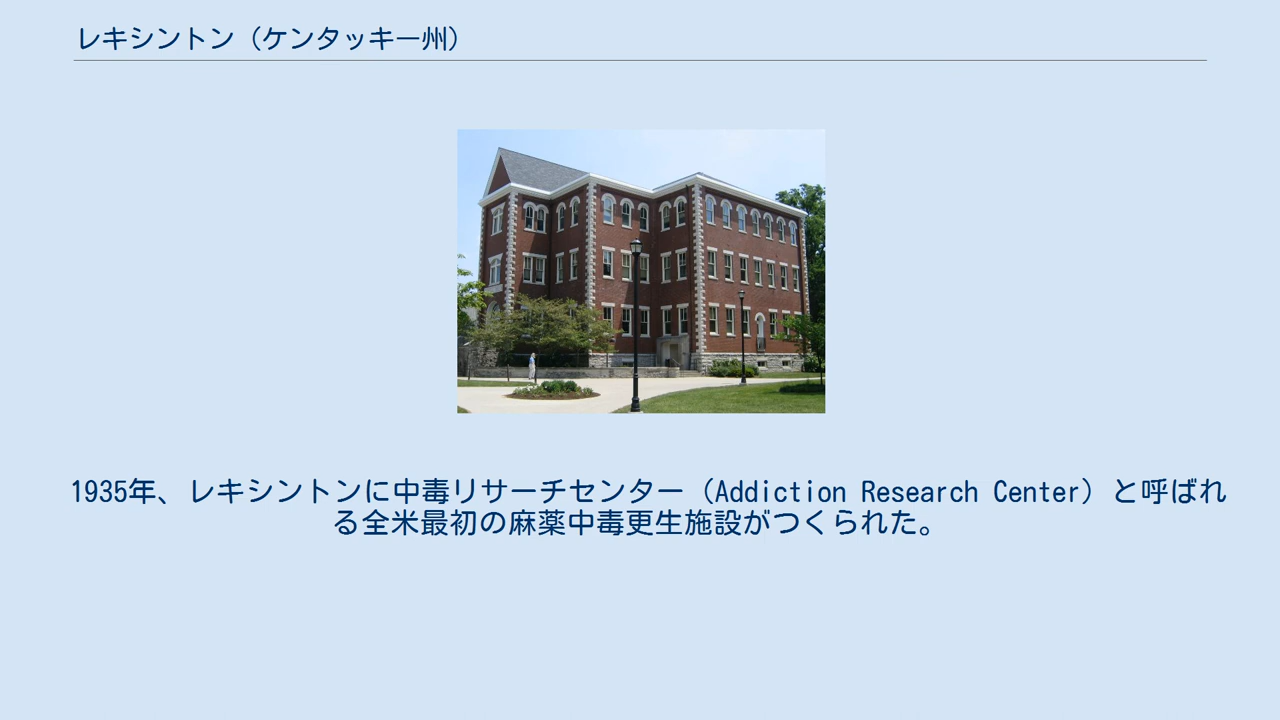 レキシントン（ケンタッキー州）
1935年、レキシントンに中毒リサーチセンター（Addiction Research Center）と呼ばれ
る全米最初の麻薬中毒更生施設がつくられた。